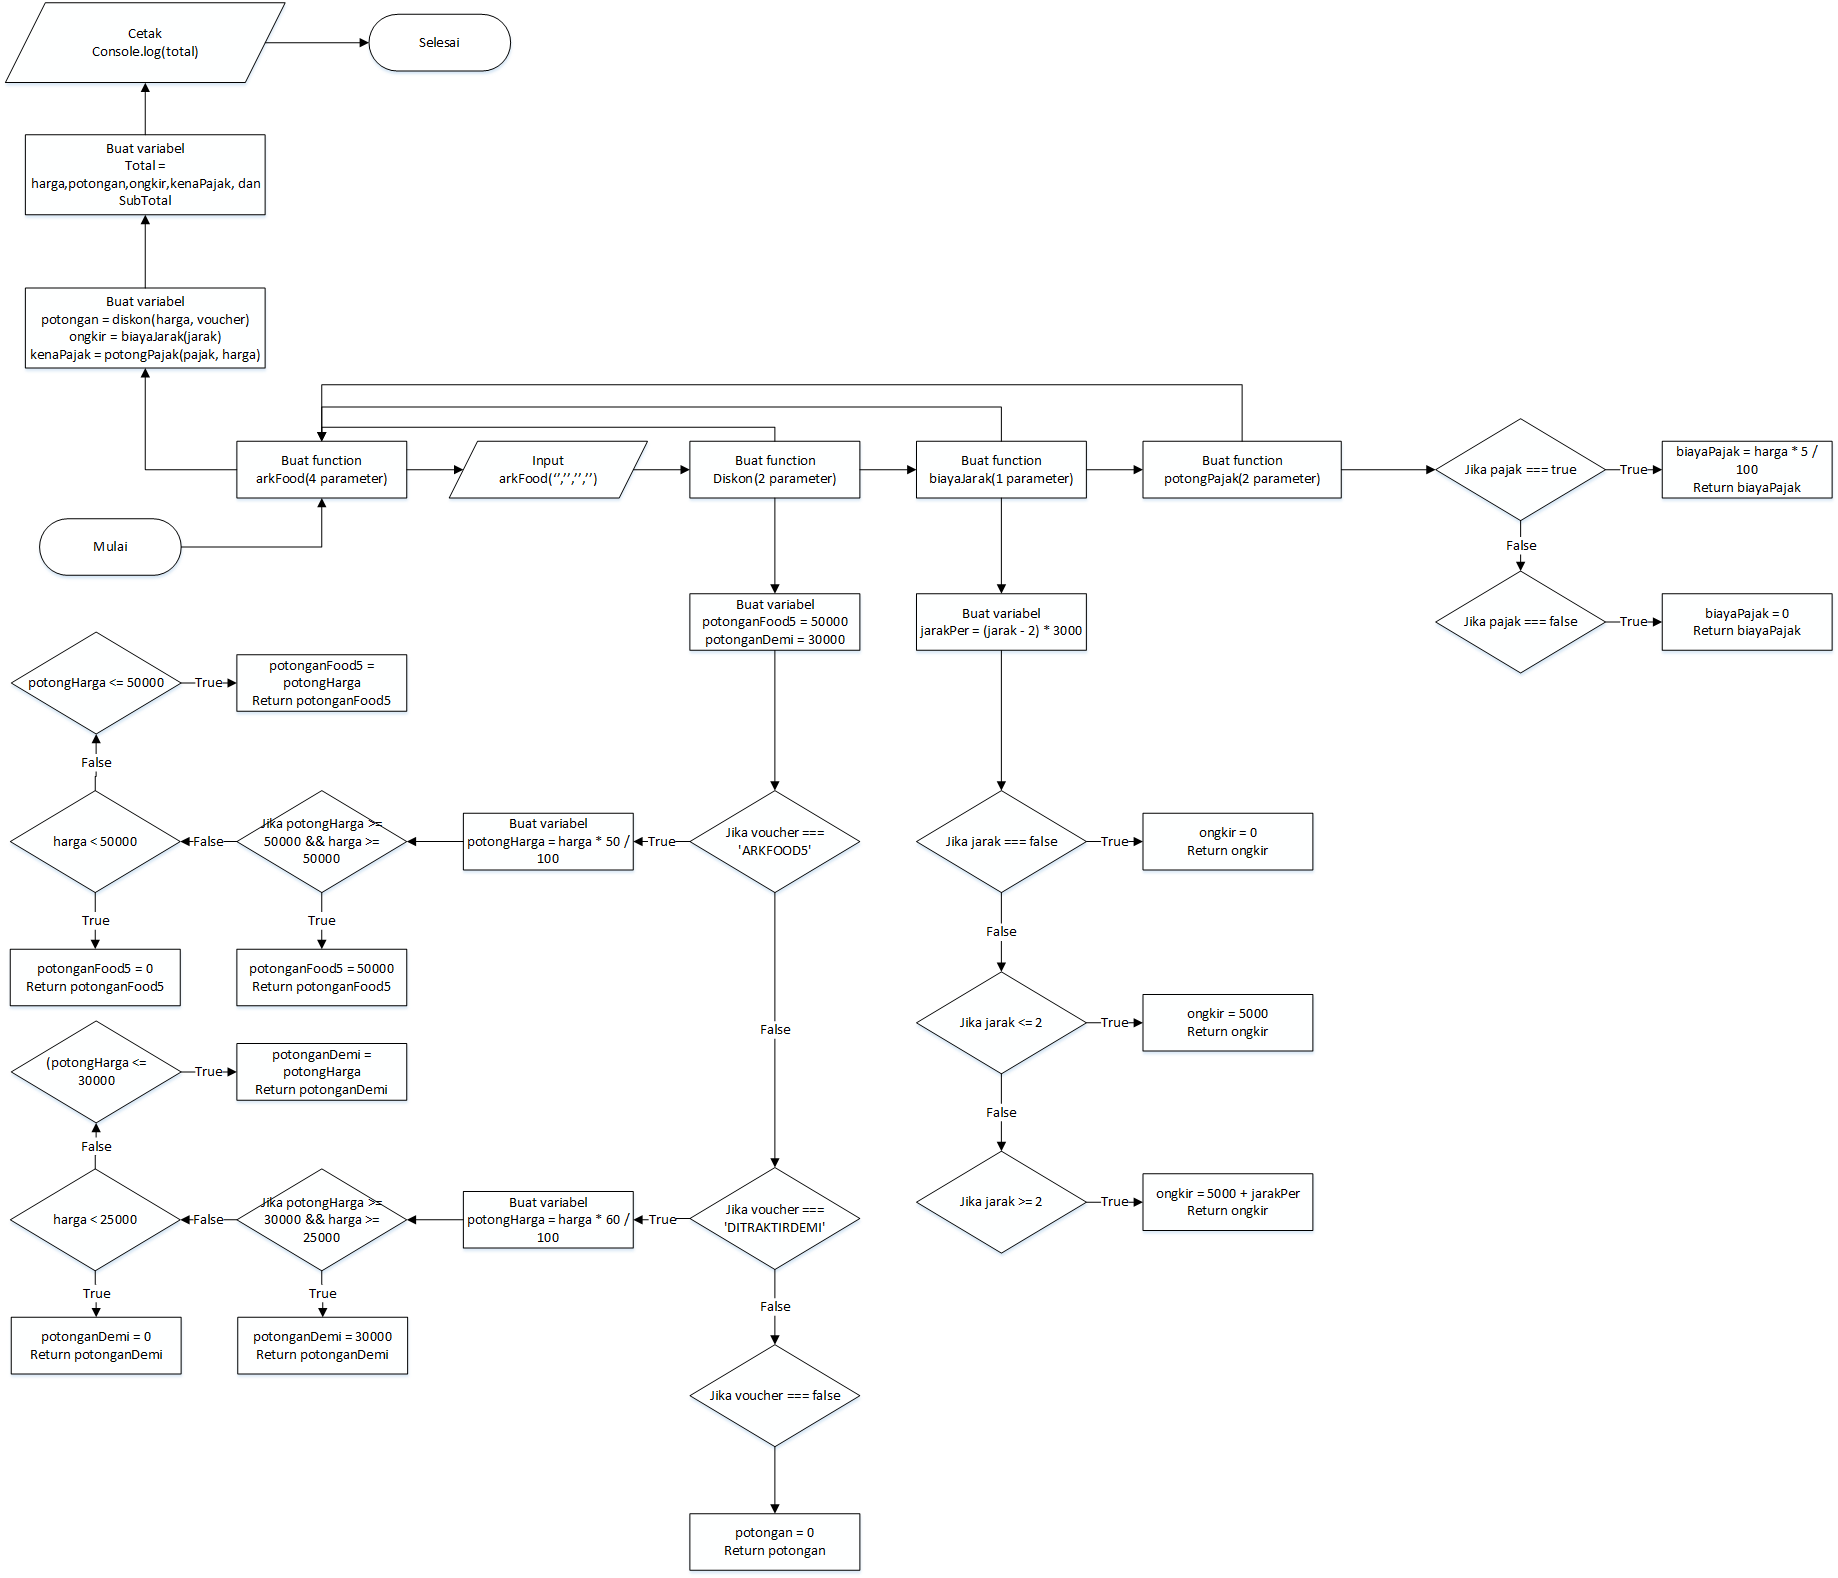 Cetak
Console.log(total)
Selesai
Buat variabel
Total =
harga,potongan,ongkir,kenaPajak, dan
SubTotal
Buat variabel
potongan = diskon(harga, voucher)
ongkir = biayaJarak(jarak)
kenaPajak = potongPajak(pajak, harga)
Buat function
arkFood(4 parameter)
Input
arkFood(‘’,’’,’’,’’)
Buat function
Diskon(2 parameter)
Buat function
biayaJarak(1 parameter)
Buat function
potongPajak(2 parameter)
Jika pajak === true
True
biayaPajak = harga * 5 /
100
Return biayaPajak
Mulai
False
Jika pajak === false
True
biayaPajak = 0
Return biayaPajak
Buat variabel
potonganFood5 = 50000
potonganDemi = 30000
Buat variabel
jarakPer = (jarak - 2) * 3000
potongHarga <= 50000
True
potonganFood5 =
potongHarga
Return potonganFood5
False
harga < 50000
False
Jika potongHarga >=
50000 && harga >=
50000
Buat variabel
potongHarga = harga * 50 /
100
True
Jika voucher ===
'ARKFOOD5'
Jika jarak === false
True
ongkir = 0
Return ongkir
True
True
False
potonganFood5 = 0
Return potonganFood5
potonganFood5 = 50000
Return potonganFood5
False
Jika jarak <= 2
True
ongkir = 5000
Return ongkir
(potongHarga <=
30000
True
potonganDemi =
potongHarga
Return potonganDemi
False
False
harga < 25000
False
Jika potongHarga >=
30000 && harga >=
25000
Buat variabel
potongHarga = harga * 60 /
100
True
Jika voucher ===
'DITRAKTIRDEMI'
Jika jarak >= 2
True
ongkir = 5000 + jarakPer
Return ongkir
True
True
False
potonganDemi = 0
Return potonganDemi
potonganDemi = 30000
Return potonganDemi
Jika voucher === false
potongan = 0
Return potongan